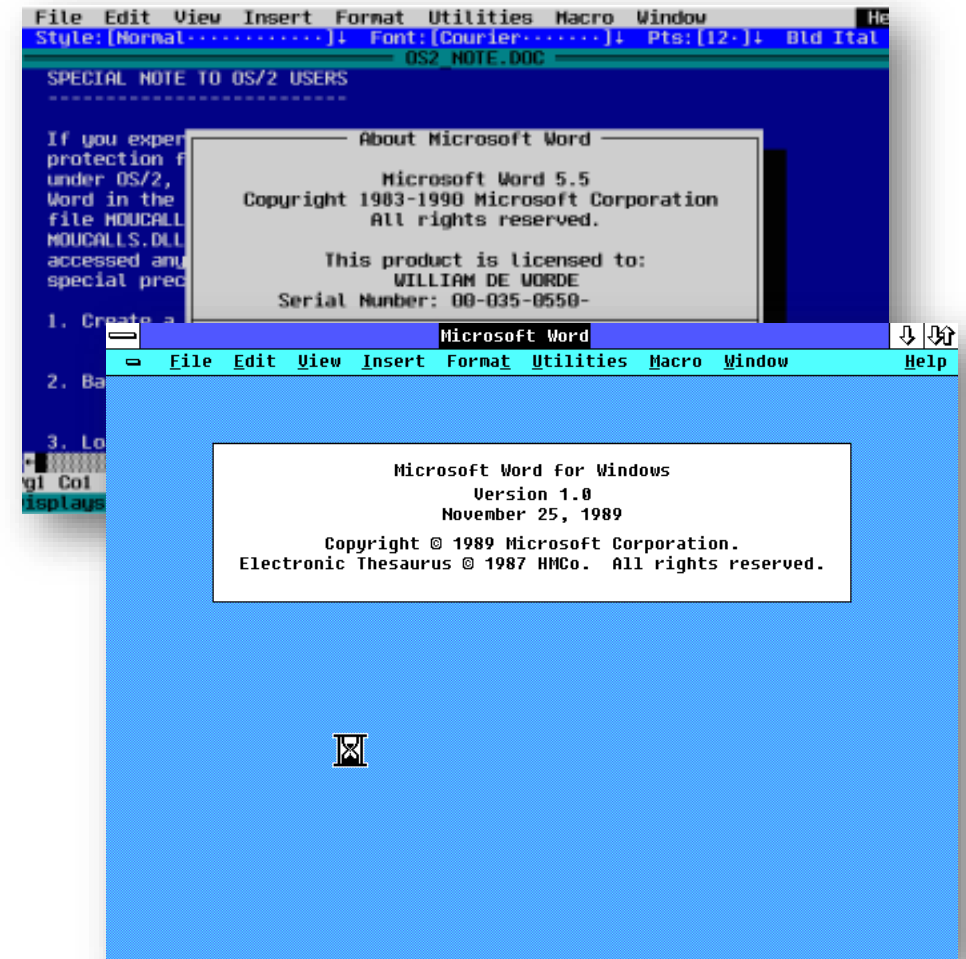 File Edit View Insert Format Utilities Macro Window He
Style:[Normal············]↓ Font:[Courier·······]↓ Pts:[12·]↓ Bld Ital
OS2_NOTE.DOC
SPECIAL NOTE TO OS/2 USERS
---------------------------
If you exper
protection f
under OS/2,
Word in the
file MOUCALL
MOUCALLS.DLL
accessed any
special prec
1. Create a
2. Ba
3. Lo
About Microsoft Word
Microsoft Word 5.5
Copyright 1983-1990 Microsoft Corporation
All rights reserved.
This product is licensed to:
WILLIAM DE WORDE
Serial Number: 00-035-0550-
g1 Co1
isplays
Microsoft Word
File Edit View Insert Format Utilities Macro Window Help
Microsoft Word for Windows
Version 1.0
November 25, 1989
Copyright © 1989 Microsoft Corporation.
Electronic Thesaurus © 1987 HMCo. All rights reserved.